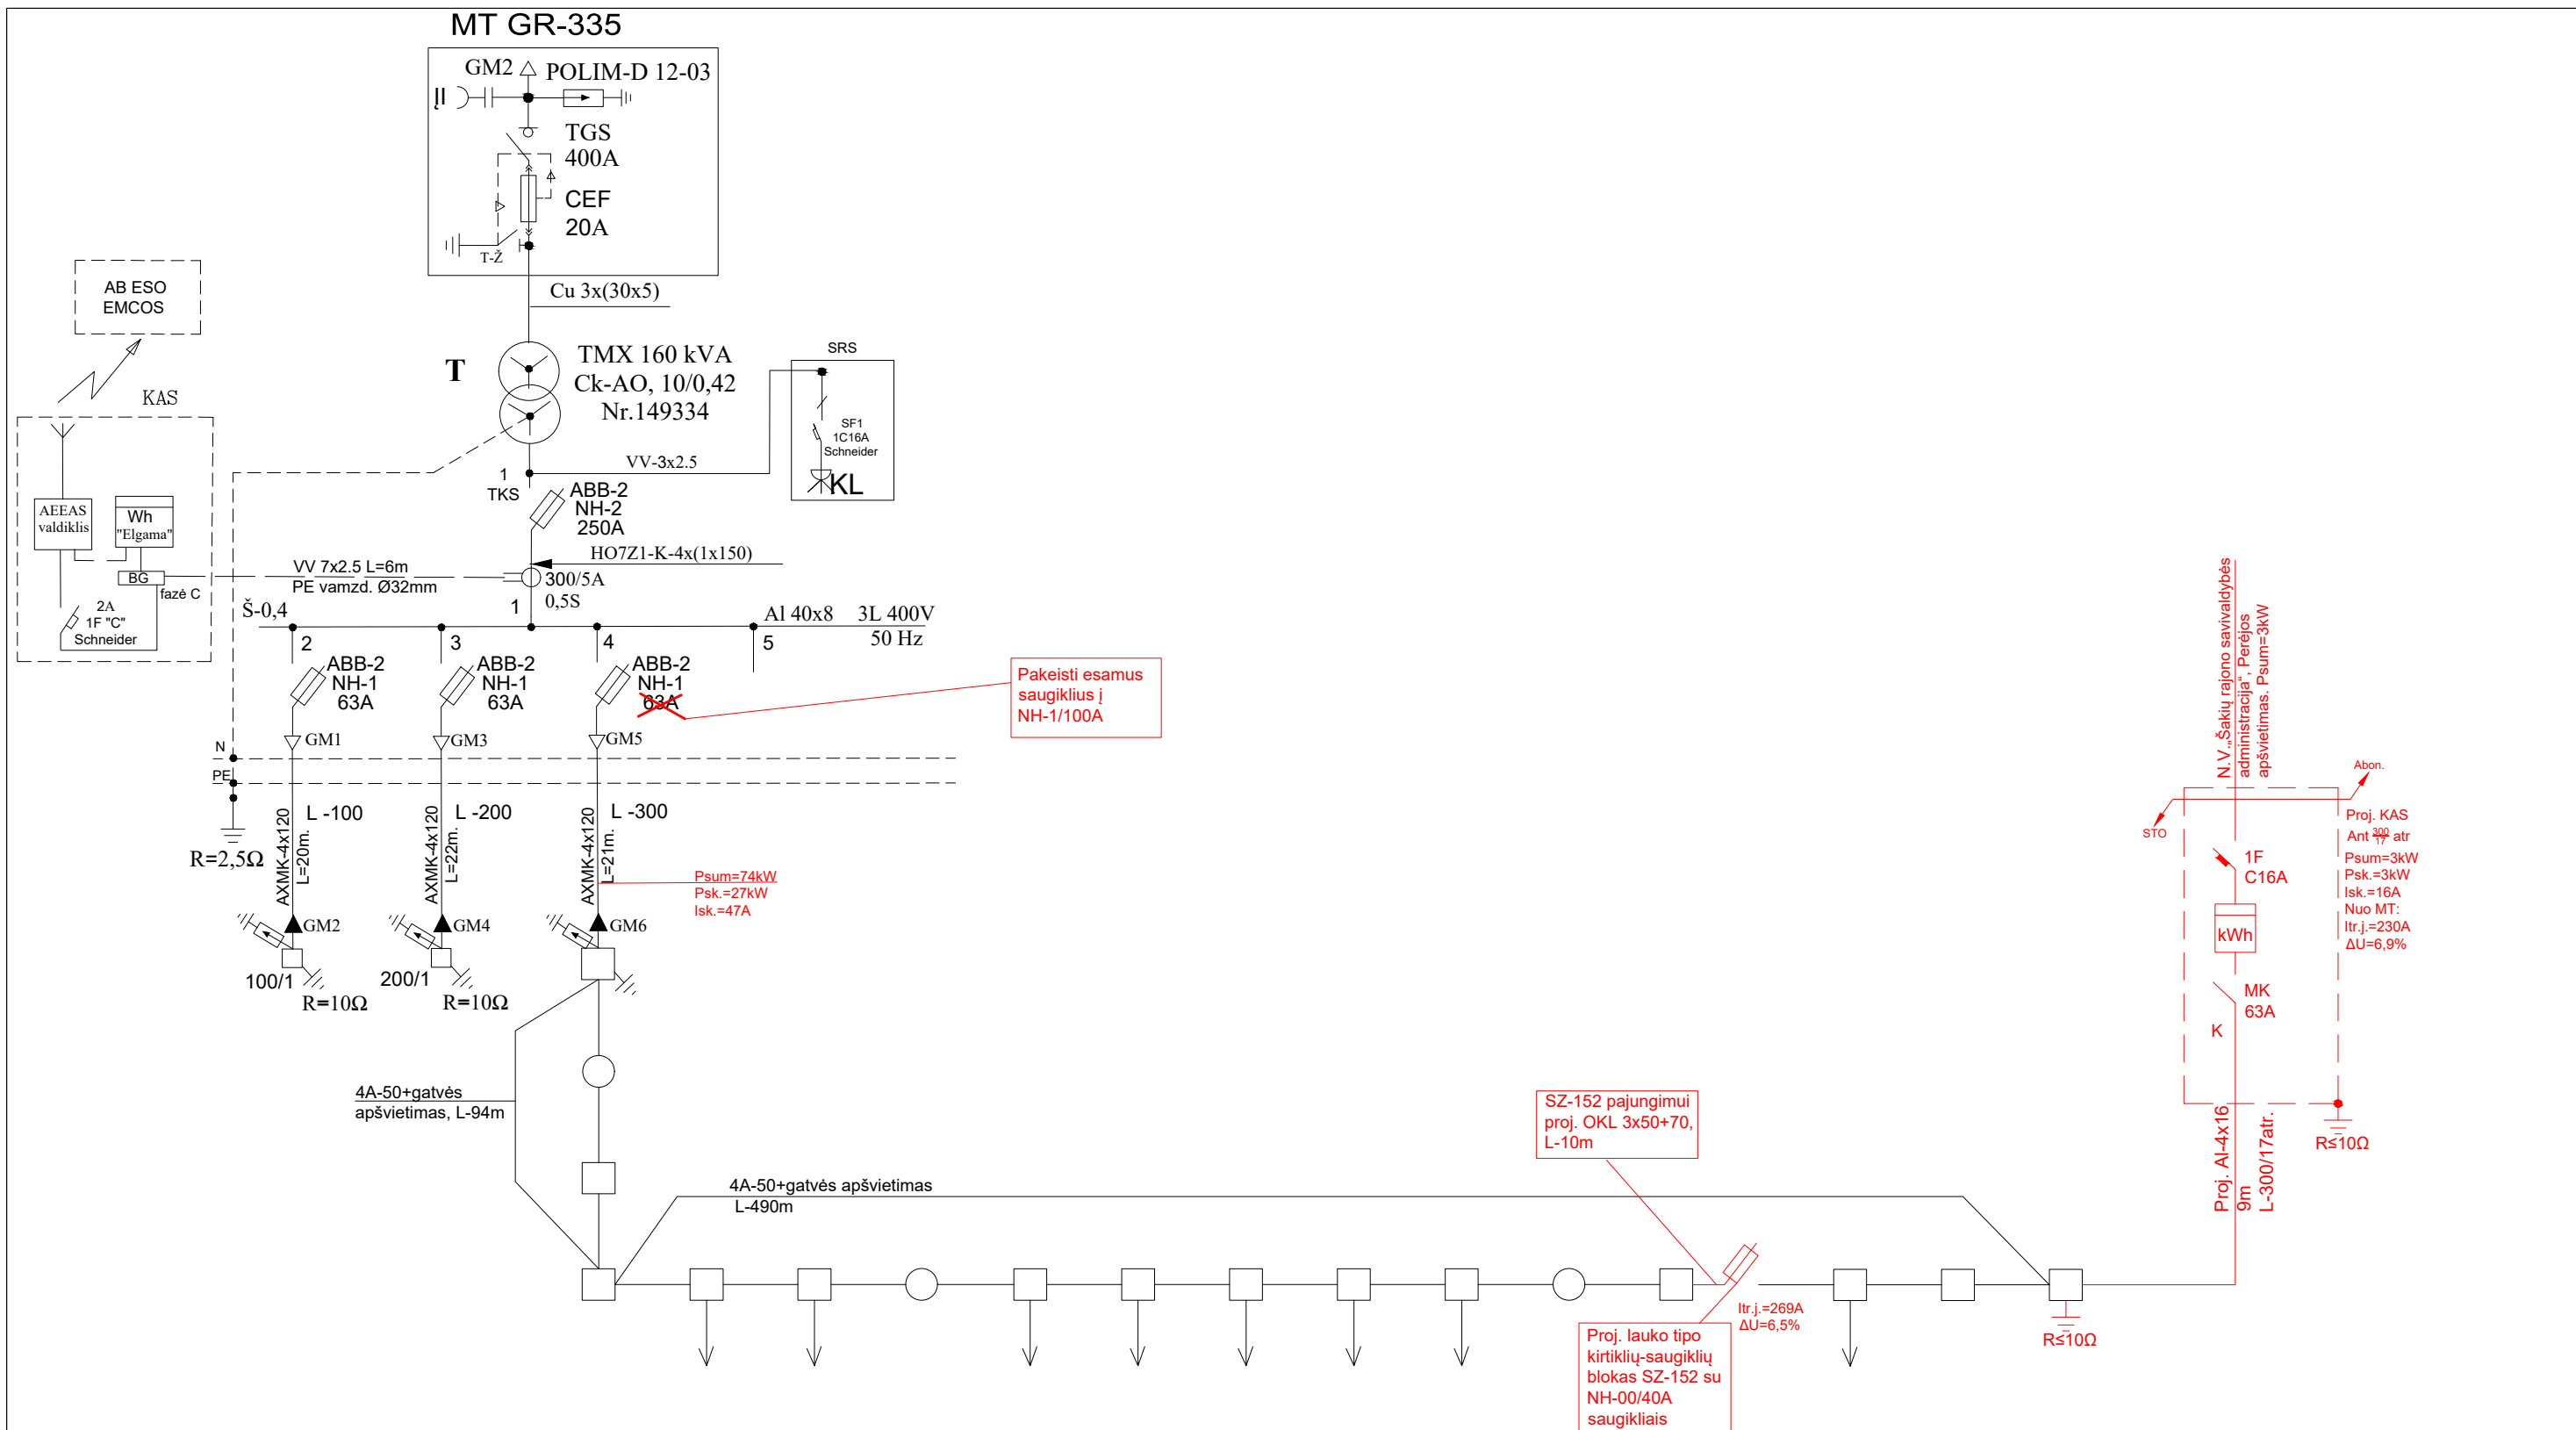 MT GR-335
GM2
POLIM-D 12-03
ĮI
TGS
400A
CEF
20A
T-Ž
Cu 3x(30x5)
AB ESO
EMCOS
KAS
AEEAS
valdiklis
Wh
"Elgama"
BG
fazė C
2A
1F "C"
Schneider
T
TMX 160 kVA
Ck-AO, 10/0,42
Nr.149334
SRS
SF1
1C16A
Schneider
KL
VV-3x2.5
1
TKS
ABB-2
NH-2
250A
HO7Z1-K-4x(1x150)
VV 7x2.5 L=6m
PE vamzd. Ø32mm
300/5A
0,5S
1
Š-0,4
Al 40x8
3L 400V
50 Hz
2
3
4
5
ABB-2
NH-1
63A
ABB-2
NH-1
63A
ABB-2
NH-1
63A
Pakeisti esamus
saugiklius į
NH-1/100A
GM1
GM3
GM5
N
PE
R=2,5Ω
L -100
L -200
L -300
AXMK-4x120
L=20m.
AXMK-4x120
L=22m.
AXMK-4x120
L=21m.
Psum=74kW
Psk.=27kW
Isk.=47A
GM2
GM4
GM6
100/1
R=10Ω
200/1
R=10Ω
4A-50+gatvės
apšvietimas, L-94m
4A-50+gatvės apšvietimas
L-490m
SZ-152 pajungimui
proj. OKL 3x50+70,
L-10m
Itr.j.=269A
ΔU=6,5%
Proj. lauko tipo
kirtiklių-saugiklių
blokas SZ-152 su
NH-00/40A
saugikliais
R≤10Ω
N.V.„Šakių rajono savivaldybės
administracija", Perėjos
apšvietimas. Psum=3kW
Abon.
STO
Proj. KAS
Ant 300/17 atr
Psum=3kW
Psk.=3kW
Isk.=16A
Nuo MT:
Itr.j.=230A
ΔU=6,9%
1F
C16A
kWh
MK
63A
K
R≤10Ω
Proj. Al-4x16
9m
L-300/17atr.